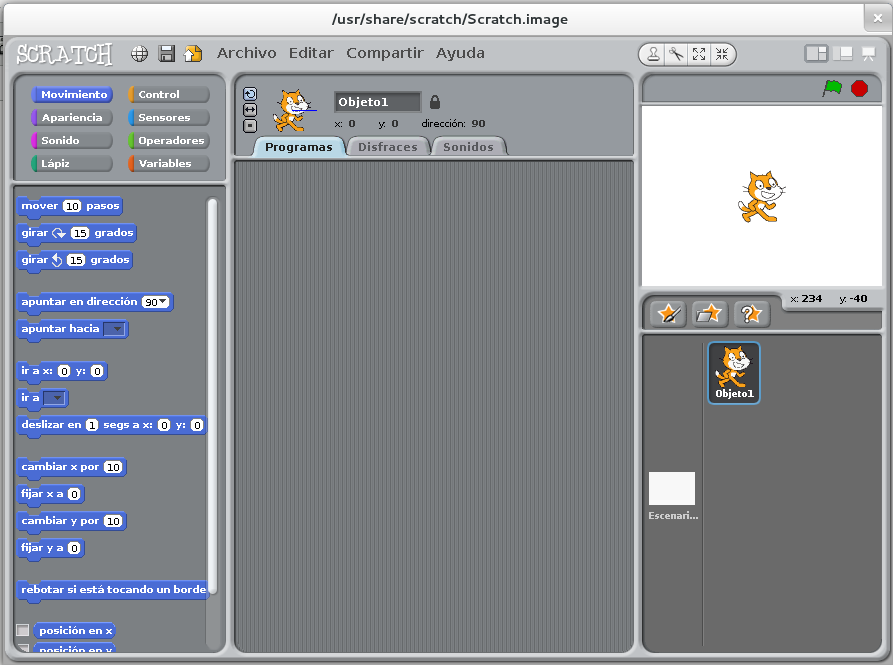 /usr/share/scratch/Scratch.image
SCRATCH Archivo Editar Compartir Ayuda
Movimiento Control
Apariencia Sensores
Sonido Operadores
Lápiz Variables
Objeto1
x: 0 y: 0 dirección: 90
Programas Disfraces Sonidos
mover 10 pasos
girar 15 grados
girar 15 grados
apuntar en dirección 90
apuntar hacia
ir a x: 0 y: 0
ir a
deslizar en 1 segs a x: 0 y: 0
cambiar x por 10
fijar x a 0
cambiar y por 10
fijar y a 0
rebotar si está tocando un borde
posición en x
posición en y
x: 234 y: -40
?
Objeto1
Escenari...